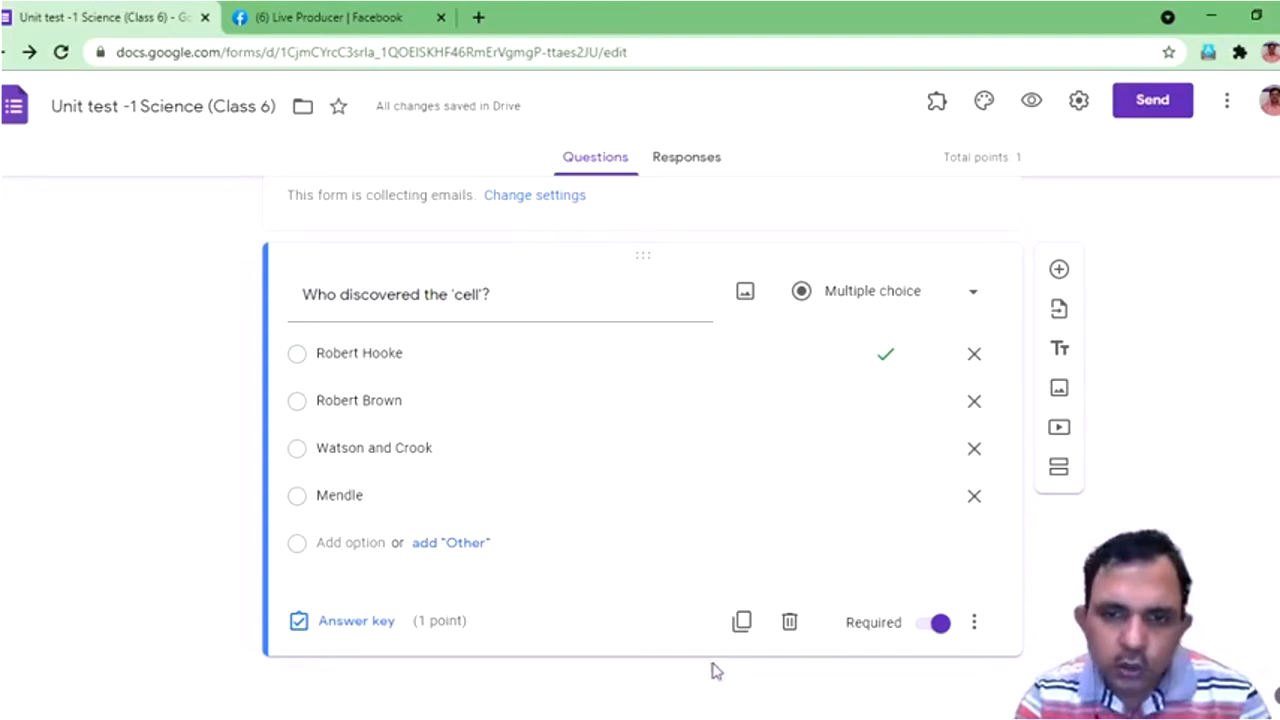 Unit test -1 Science (Class 6) - Go
(6) Live Producer | Facebook
docs.google.com/forms/d/1CjmCYrcC3srIa_1QOEISKHF46RmErVgmgP-ttaes2JU/edit
Unit test -1 Science (Class 6)
All changes saved in Drive
Send
Questions
Responses
Total points: 1
This form is collecting emails. Change settings
Who discovered the 'cell'?
Multiple choice
Robert Hooke
Robert Brown
Watson and Crook
Mendle
Add option or add "Other"
Answer key (1 point)
Required